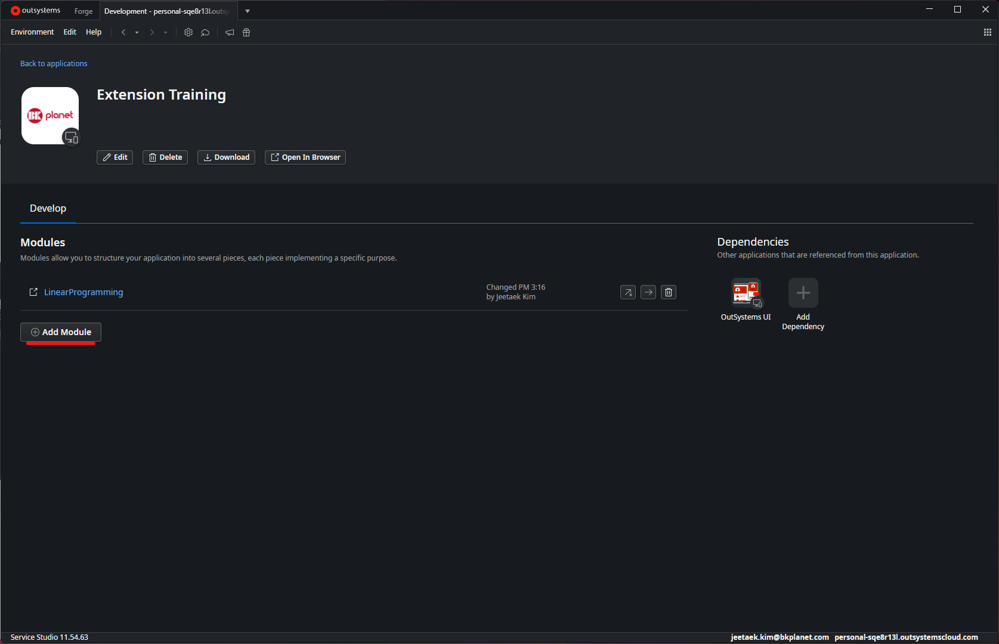 outsystems
Forge
Development - personal-sqe8r13l.outsy
Environment Edit Help
Back to applications
BK planet
Extension Training
Edit Delete Download Open In Browser
Develop
Modules
Modules allow you to structure your application into several pieces, each piece implementing a specific purpose.
LinearProgramming
Changed PM 3:16
by Jeetaek Kim
Add Module
Dependencies
Other applications that are referenced from this application.
OutSystems UI
Add
Dependency
Service Studio 11.54.63
jeetaek.kim@bkplanet.com personal-sqe8r13l.outsystemscloud.com